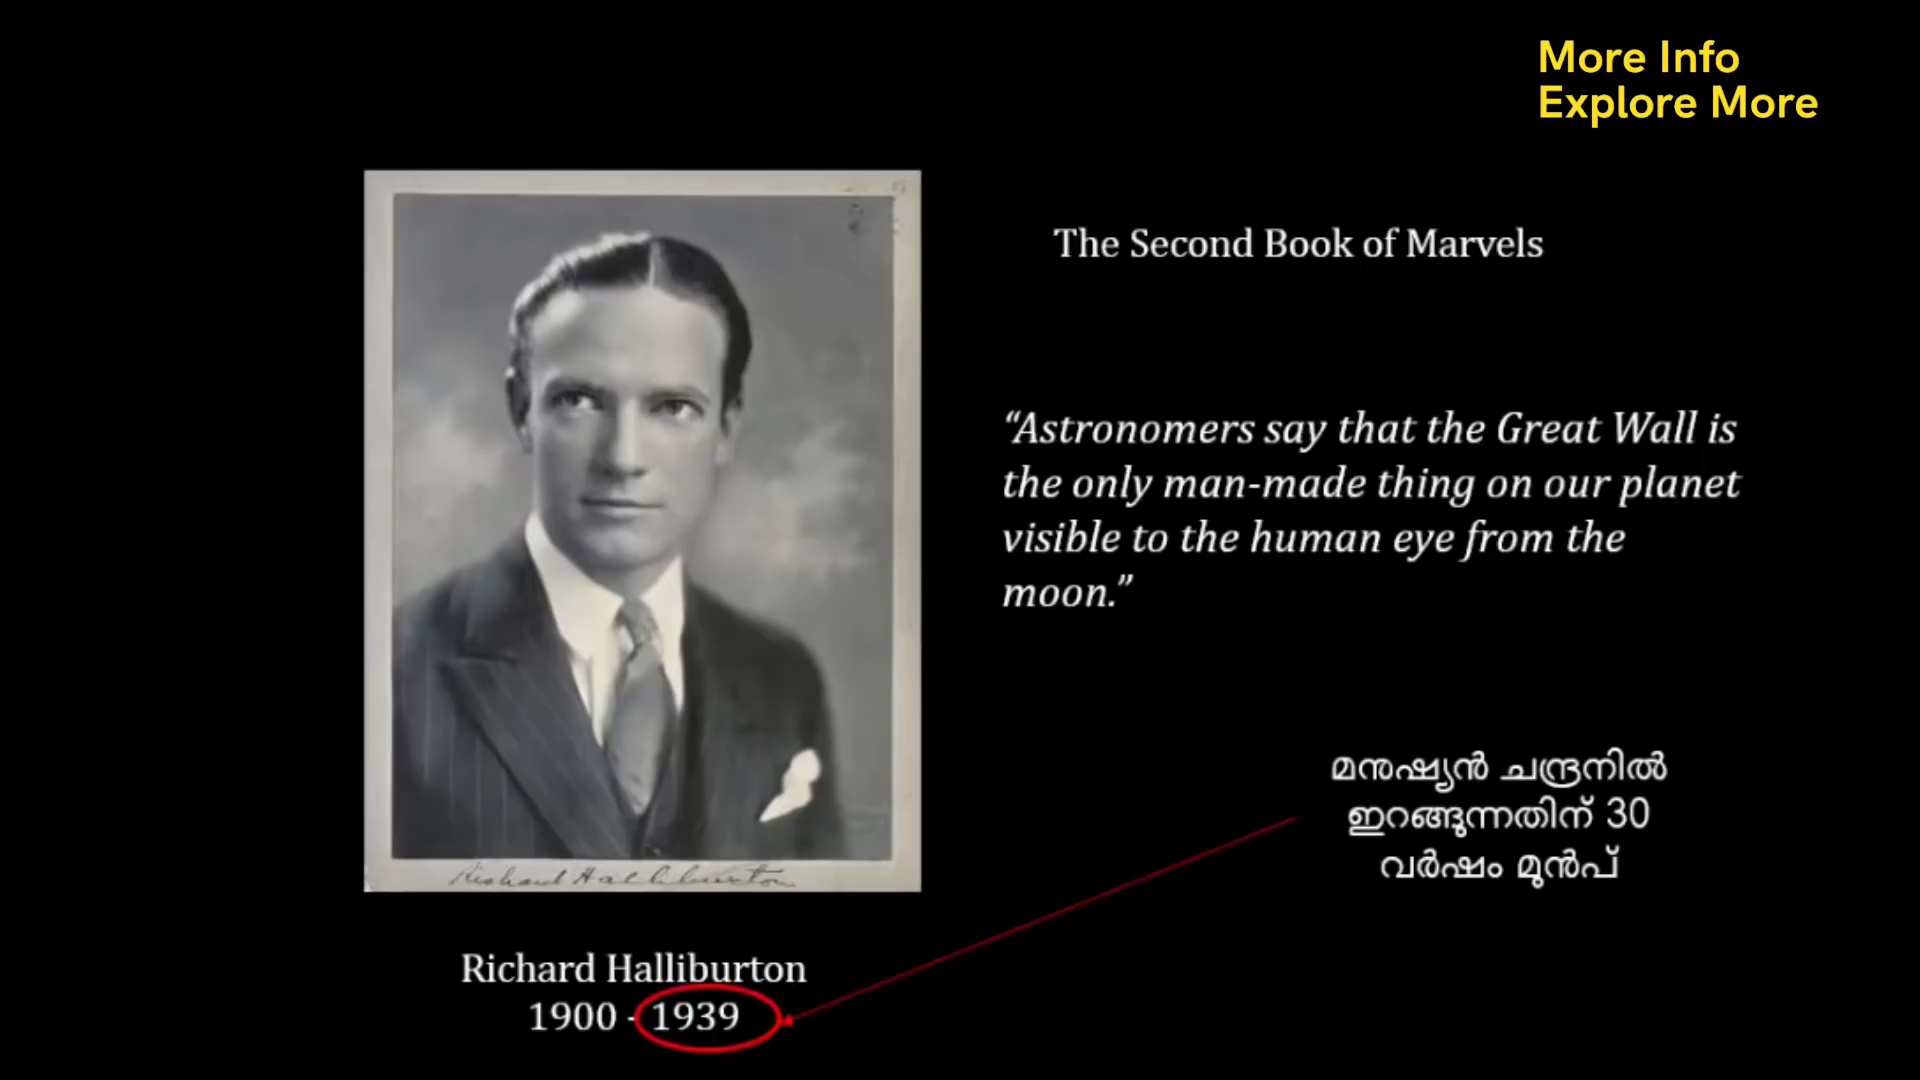 More Info
Explore More
The Second Book of Marvels
“Astronomers say that the Great Wall is
the only man-made thing on our planet
visible to the human eye from the
moon.”
മനുഷ്യൻ ചന്ദ്രനിൽ
ഇറങ്ങുന്നതിന് 30
വർഷം മുൻപ്
Richard Halliburton
Richard Halliburton
1900 - 1939